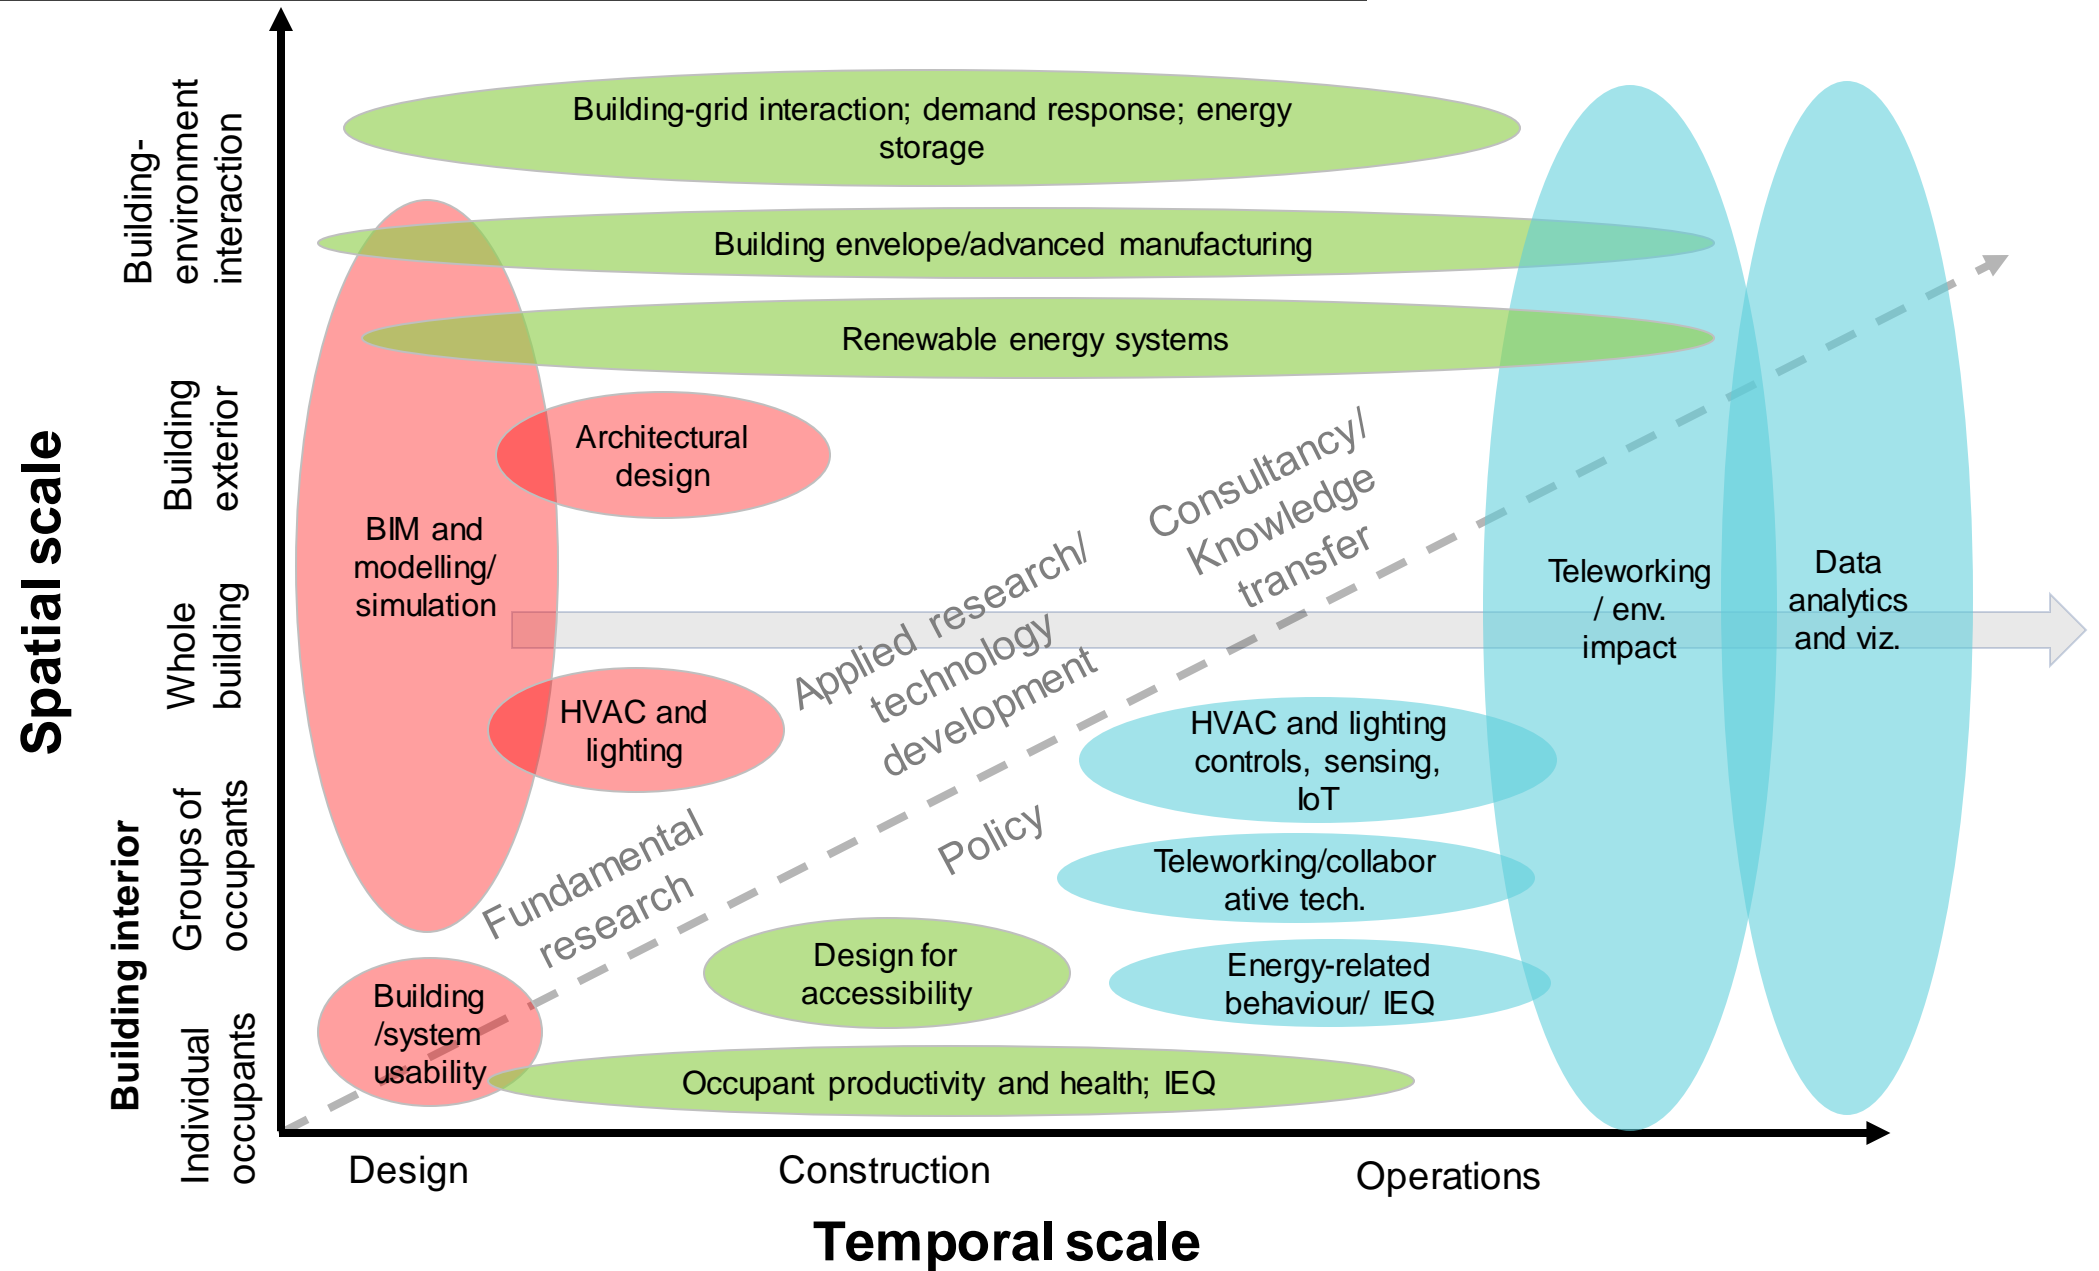 Building-
environment
interaction
Building
exterior
Whole
building
Groups of
occupants
Individual
occupants
Building interior
Spatial scale
Building-grid interaction; demand response; energy
storage
Building envelope/advanced manufacturing
Renewable energy systems
Architectural
design
BIM and
modelling/
simulation
HVAC and
lighting
Building
/system
usability
Fundamental
research
Applied research/
technology
development
Consultancy/
Knowledge
transfer
Policy
Teleworking
/ env.
impact
Data
analytics
and viz.
HVAC and lighting
controls, sensing,
IoT
Teleworking/collabor
ative tech.
Design for
accessibility
Energy-related
behaviour/ IEQ
Occupant productivity and health; IEQ
Design
Construction
Operations
Temporal scale